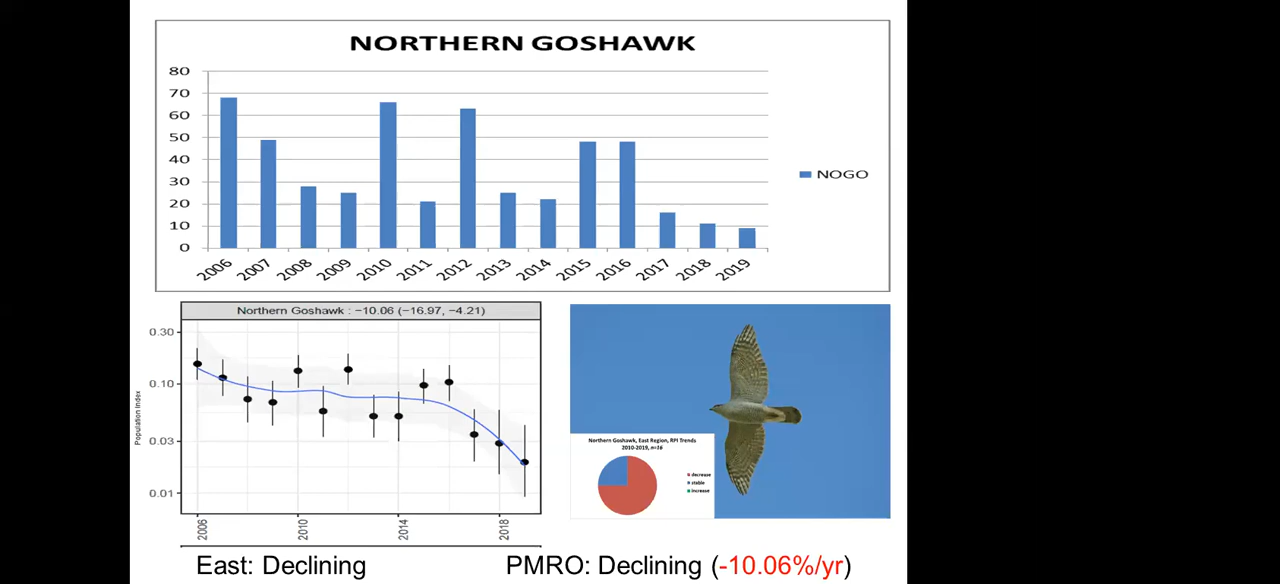 NORTHERN GOSHAWK
80
70
60
50
40
30
20
10
0
2006 2007 2008 2009 2010 2011 2012 2013 2014 2015 2016 2017 2018 2019
NOGO
Northern Goshawk : −10.06 (−16.97, −4.21)
Population Index
0.30
0.10
0.03
0.01
2006 2010 2014 2018
Northern Goshawk, East Region, RPI Trends
2010-2019, n=16
decrease
stable
increase
East: Declining
PMRO: Declining (-10.06%/yr)